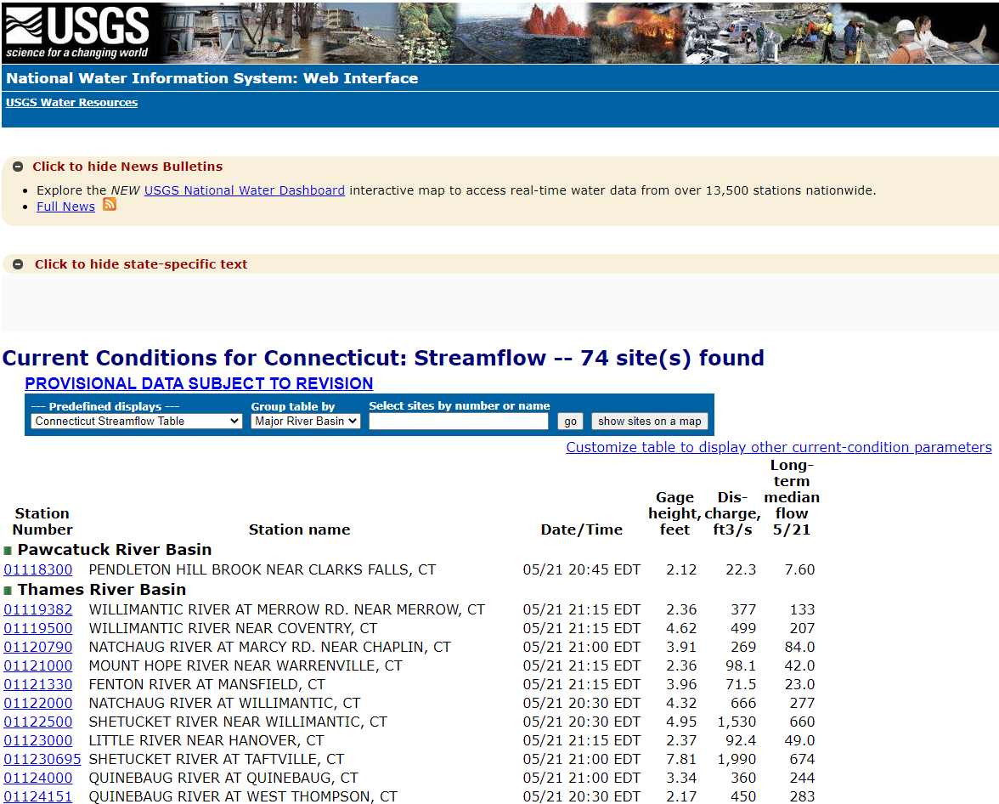 USGS
science for a changing world
National Water Information System: Web Interface
USGS Water Resources
Click to hide News Bulletins
• Explore the NEW USGS National Water Dashboard interactive map to access real-time water data from over 13,500 stations nationwide.
• Full News
Click to hide state-specific text
Current Conditions for Connecticut: Streamflow -- 74 site(s) found
PROVISIONAL DATA SUBJECT TO REVISION
--- Predefined displays --- Group table by Select sites by number or name
Connecticut Streamflow Table Major River Basin go show sites on a map
Customize table to display other current-condition parameters
Station Number Station name Date/Time Gage height, feet Dis-charge, ft3/s Long-term median flow 5/21
Pawcatuck River Basin
01118300 PENDLETON HILL BROOK NEAR CLARKS FALLS, CT 05/21 20:45 EDT 2.12 22.3 7.60
Thames River Basin
01119382 WILLIMANTIC RIVER AT MERROW RD. NEAR MERROW, CT 05/21 21:15 EDT 2.36 377 133
01119500 WILLIMANTIC RIVER NEAR COVENTRY, CT 05/21 21:15 EDT 4.62 499 207
01120790 NATCHAUG RIVER AT MARCY RD. NEAR CHAPLIN, CT 05/21 21:00 EDT 3.91 269 84.0
01121000 MOUNT HOPE RIVER NEAR WARRENVILLE, CT 05/21 21:15 EDT 2.36 98.1 42.0
01121330 FENTON RIVER AT MANSFIELD, CT 05/21 21:15 EDT 3.96 71.5 23.0
01122000 NATCHAUG RIVER AT WILLIMANTIC, CT 05/21 20:30 EDT 4.32 666 277
01122500 SHETUCKET RIVER NEAR WILLIMANTIC, CT 05/21 20:30 EDT 4.95 1,530 660
01123000 LITTLE RIVER NEAR HANOVER, CT 05/21 21:15 EDT 2.37 92.4 49.0
011230695 SHETUCKET RIVER AT TAFTVILLE, CT 05/21 21:00 EDT 7.81 1,990 674
01124000 QUINEBAUG RIVER AT QUINEBAUG, CT 05/21 21:00 EDT 3.34 360 244
01124151 QUINEBAUG RIVER AT WEST THOMPSON, CT 05/21 20:30 EDT 2.17 450 283